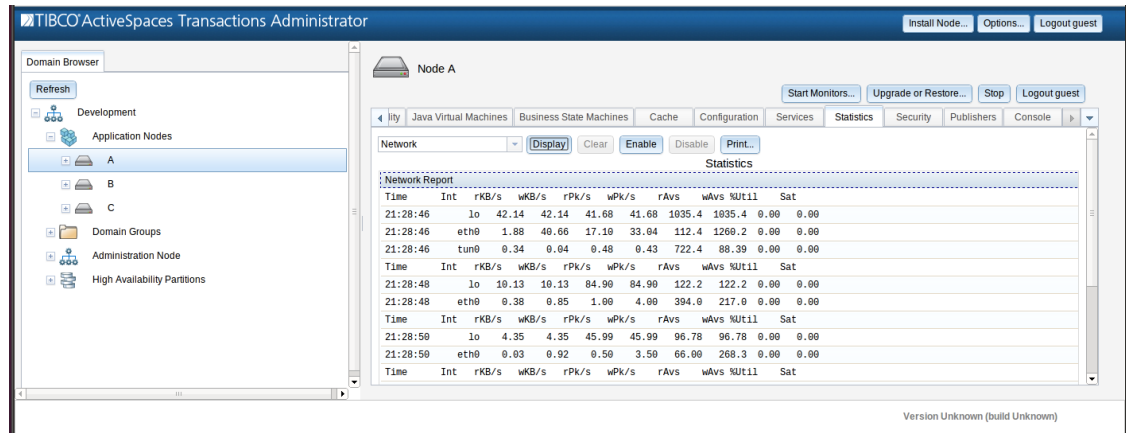 TIBCO® ActiveSpaces Transactions Administrator
Install Node... Options... Logout guest
Domain Browser
Refresh
Development
Application Nodes
A
B
C
Domain Groups
Administration Node
High Availability Partitions
Node A
Start Monitors... Upgrade or Restore... Stop Logout guest
ility Java Virtual Machines Business State Machines Cache Configuration Services Statistics Security Publishers Console
Network Display Clear Enable Disable Print...
Statistics
Network Report
Time Int rKB/s wKB/s rPk/s wPk/s rAvs wAvs %Util Sat
21:28:46 lo 42.14 42.14 41.68 41.68 1035.4 1035.4 0.00 0.00
21:28:46 eth0 1.88 40.66 17.10 33.04 112.4 1260.2 0.00 0.00
21:28:46 tun0 0.34 0.04 0.48 0.43 722.4 88.39 0.00 0.00
Time Int rKB/s wKB/s rPk/s wPk/s rAvs wAvs %Util Sat
21:28:48 lo 10.13 10.13 84.90 84.90 122.2 122.2 0.00 0.00
21:28:48 eth0 0.38 0.85 1.00 4.00 394.0 217.0 0.00 0.00
Time Int rKB/s wKB/s rPk/s wPk/s rAvs wAvs %Util Sat
21:28:50 lo 4.35 4.35 45.99 45.99 96.78 96.78 0.00 0.00
21:28:50 eth0 0.03 0.92 0.50 3.50 66.00 268.3 0.00 0.00
Time Int rKB/s wKB/s rPk/s wPk/s rAvs wAvs %Util Sat
Version Unknown (build Unknown)